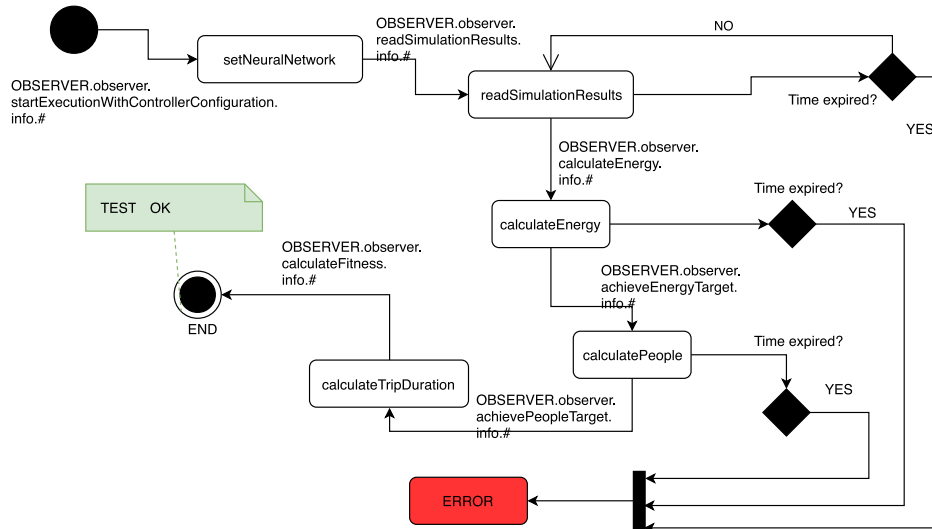 OBSERVER.observer.
startExecutionWithControllerConfiguration.
info.#
setNeuralNetwork
OBSERVER.observer.
readSimulationResults.
info.#
NO
readSimulationResults
Time expired?
YES
OBSERVER.observer.
calculateEnergy.
info.#
TEST OK
calculateEnergy
Time expired?
YES
OBSERVER.observer.
calculateFitness.
info.#
OBSERVER.observer.
achieveEnergyTarget.
info.#
END
calculatePeople
Time expired?
YES
calculateTripDuration
OBSERVER.observer.
achievePeopleTarget.
info.#
ERROR